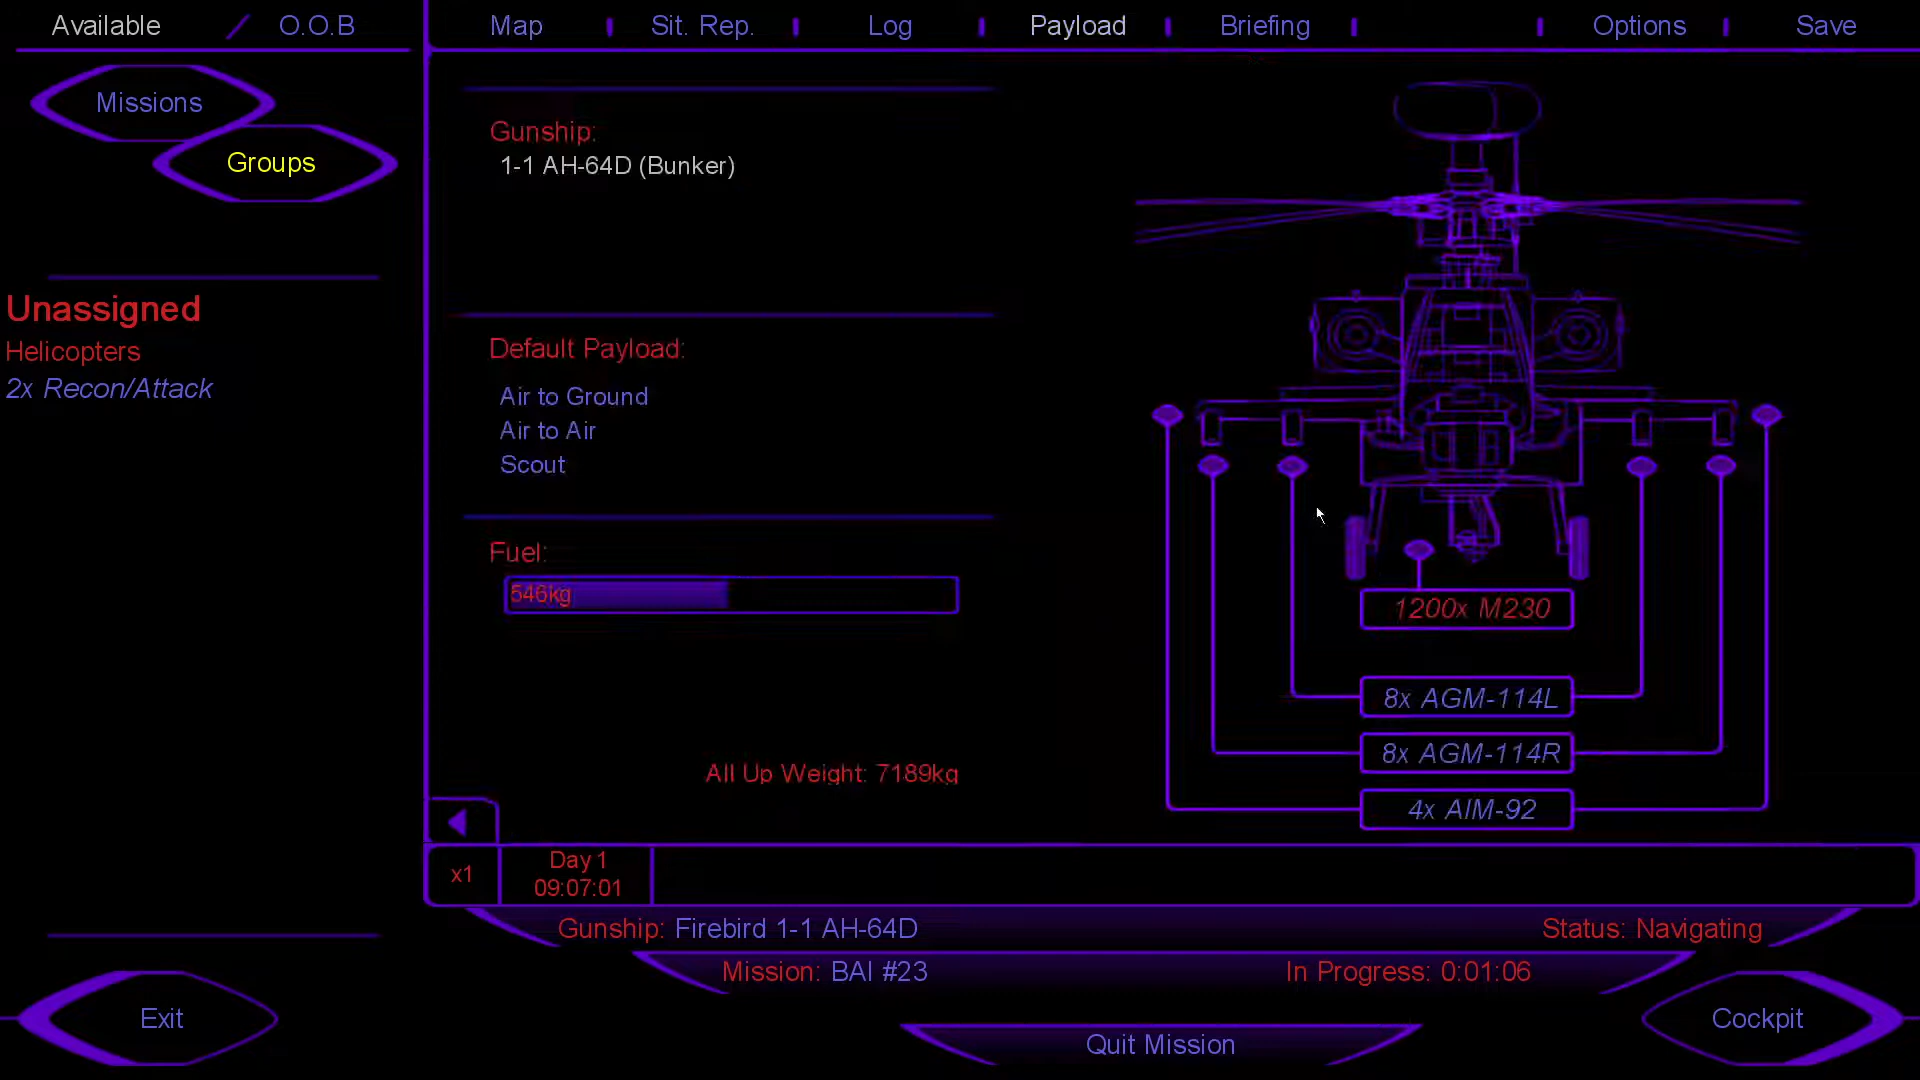 Available / O.O.B
Map Sit. Rep. Log Payload Briefing Options Save
Missions
Groups
Unassigned
Helicopters
2x Recon/Attack
Gunship:
1-1 AH-64D (Bunker)
Default Payload:
Air to Ground
Air to Air
Scout
Fuel:
546kg
All Up Weight: 7189kg
1200x M230
8x AGM-114L
8x AGM-114R
4x AIM-92
x1
Day 1
09:07:01
Gunship: Firebird 1-1 AH-64D Status: Navigating
Mission: BAI #23 In Progress: 0:01:06
Exit
Quit Mission
Cockpit